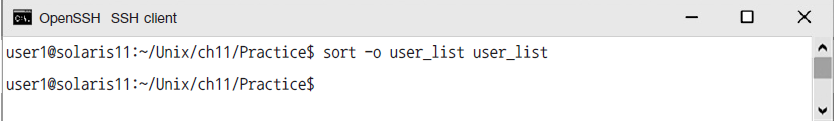 OpenSSH SSH client
user1@solaris11:~/Unix/ch11/Practice$ sort -o user_list user_list
user1@solaris11:~/Unix/ch11/Practice$